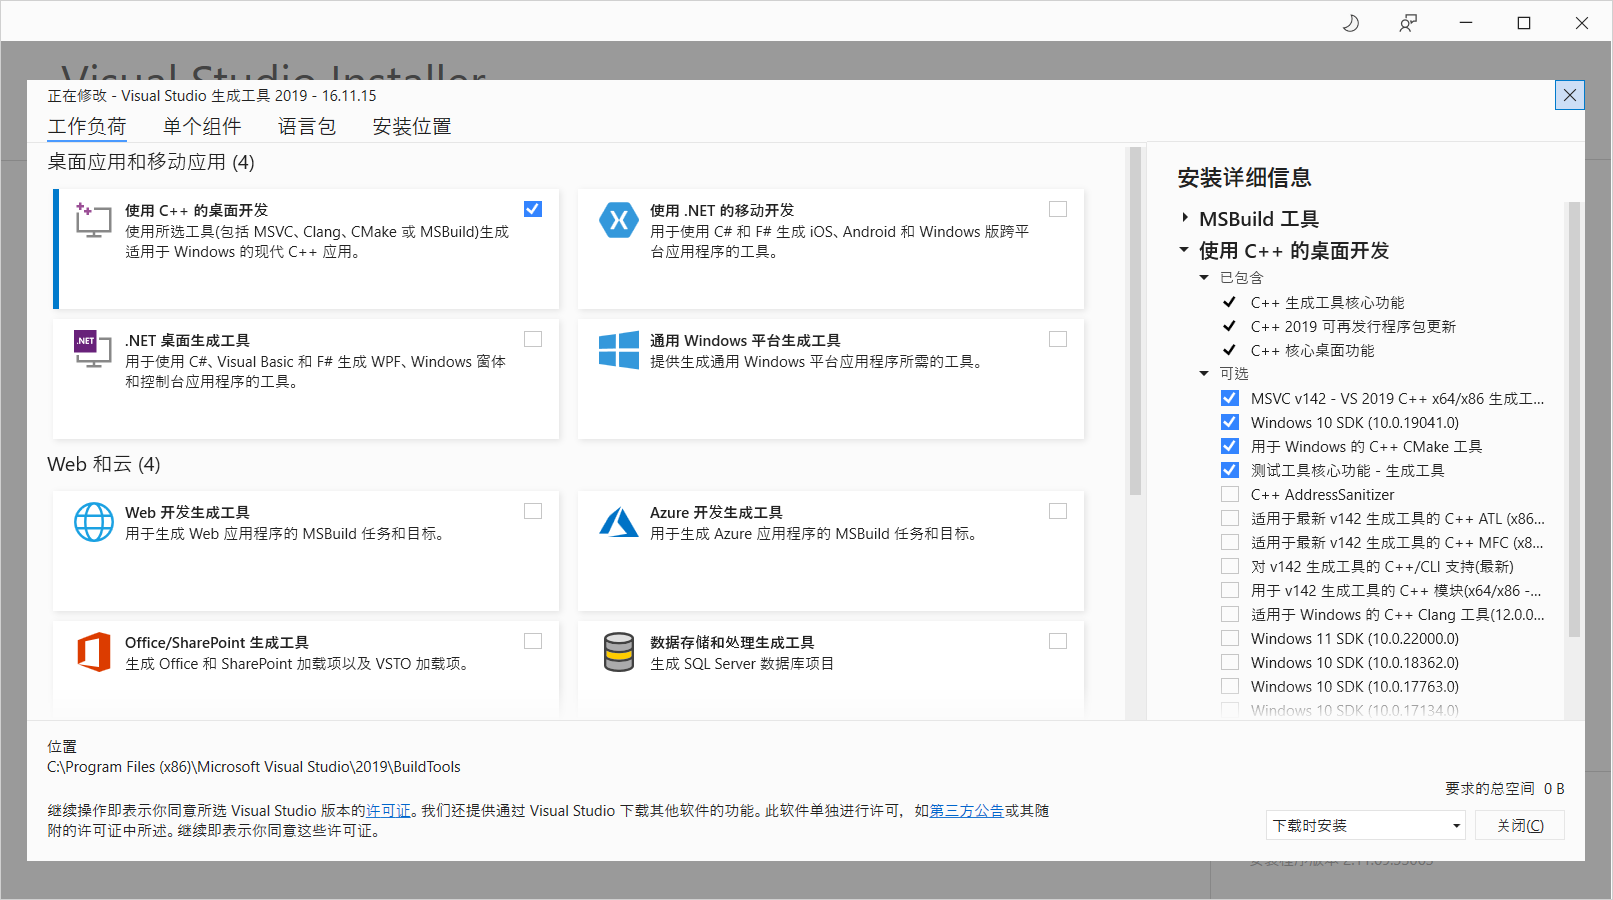 Visual Studio Installer
正在修改 - Visual Studio 生成工具 2019 - 16.11.15
工作负荷
单个组件
语言包
安装位置
桌面应用和移动应用 (4)
使用 C++ 的桌面开发
使用所选工具(包括 MSVC、Clang、CMake 或 MSBuild)生成
适用于 Windows 的现代 C++ 应用。
使用 .NET 的移动开发
用于使用 C# 和 F# 生成 iOS、Android 和 Windows 版跨平
台应用程序的工具。
.NET
.NET 桌面生成工具
用于使用 C#、Visual Basic 和 F# 生成 WPF、Windows 窗体
和控制台应用程序的工具。
通用 Windows 平台生成工具
提供生成通用 Windows 平台应用程序所需的工具。
Web 和云 (4)
Web 开发生成工具
用于生成 Web 应用程序的 MSBuild 任务和目标。
Azure 开发生成工具
用于生成 Azure 应用程序的 MSBuild 任务和目标。
Office/SharePoint 生成工具
生成 Office 和 SharePoint 加载项以及 VSTO 加载项。
数据存储和处理生成工具
生成 SQL Server 数据库项目
安装详细信息
MSBuild 工具
使用 C++ 的桌面开发
已包含
C++ 生成工具核心功能
C++ 2019 可再发行程序包更新
C++ 核心桌面功能
可选
MSVC v142 - VS 2019 C++ x64/x86 生成工...
Windows 10 SDK (10.0.19041.0)
用于 Windows 的 C++ CMake 工具
测试工具核心功能 - 生成工具
C++ AddressSanitizer
适用于最新 v142 生成工具的 C++ ATL (x86...
适用于最新 v142 生成工具的 C++ MFC (x8...
对 v142 生成工具的 C++/CLI 支持(最新)
用于 v142 生成工具的 C++ 模块(x64/x86 -...
适用于 Windows 的 C++ Clang 工具(12.0.0...
Windows 11 SDK (10.0.22000.0)
Windows 10 SDK (10.0.18362.0)
Windows 10 SDK (10.0.17763.0)
Windows 10 SDK (10.0.17134.0)
位置
C:\Program Files (x86)\Microsoft Visual Studio\2019\BuildTools
继续操作即表示你同意所选 Visual Studio 版本的许可证。我们还提供通过 Visual Studio 下载其他软件的功能。此软件单独进行许可，如第三方公告或其随
附的许可证中所述。继续即表示你同意这些许可证。
要求的总空间 0 B
下载时安装
关闭(C)